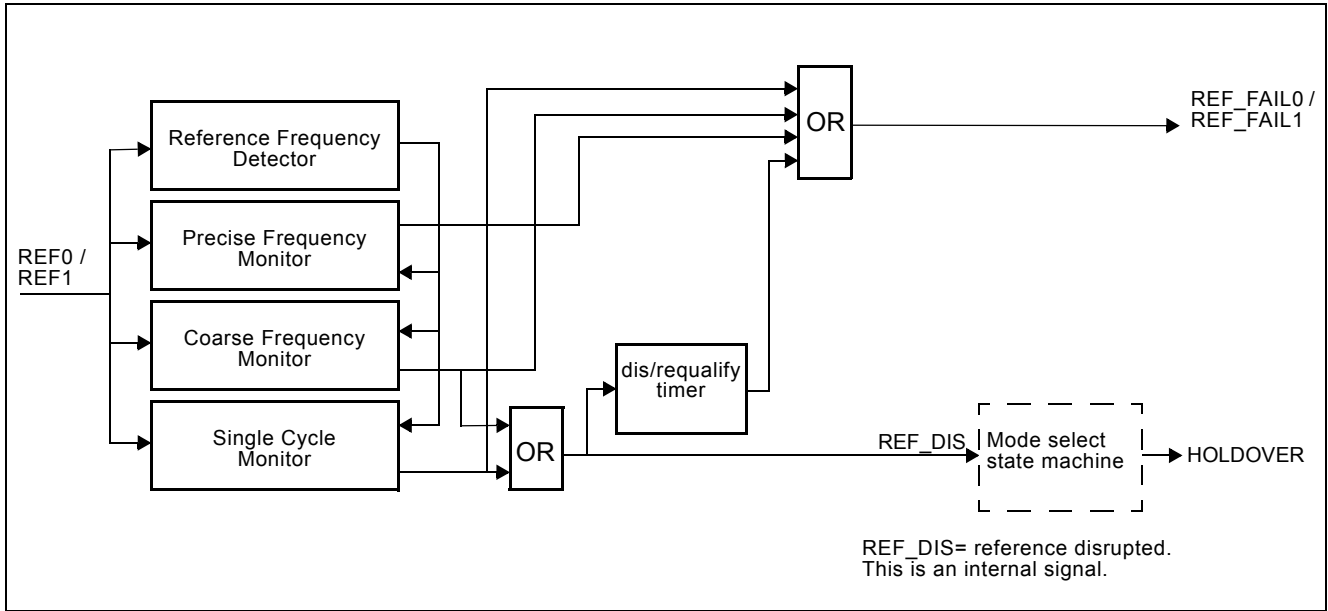 Reference Frequency
Detector
Precise Frequency
Monitor
Coarse Frequency
Monitor
Single Cycle
Monitor
REF0 /
REF1
OR
dis/requalify
timer
OR
REF_FAIL0 /
REF_FAIL1
REF_DIS
Mode select
state machine
HOLDOVER
REF_DIS= reference disrupted.
This is an internal signal.